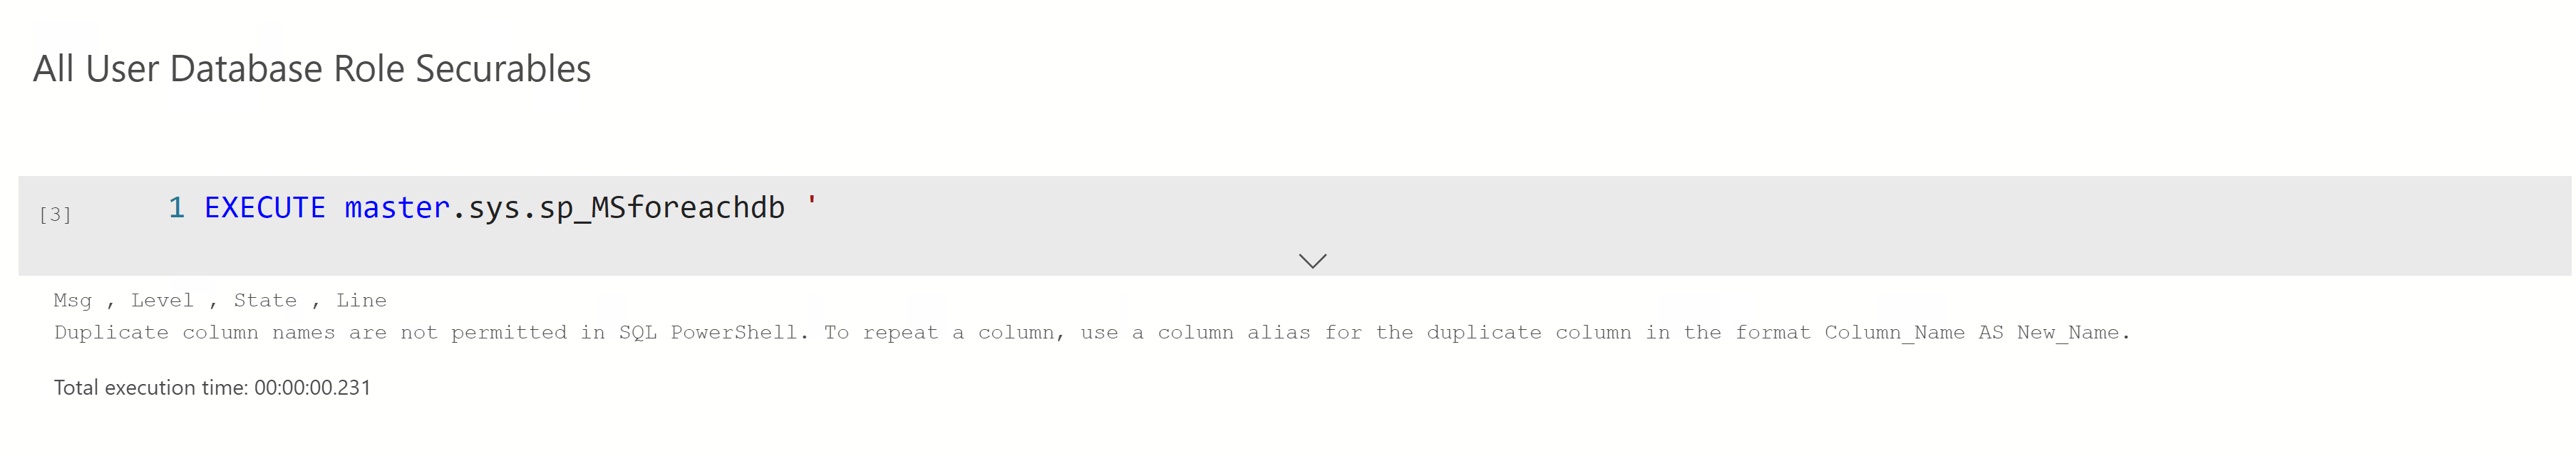 All User Database Role Securables
[3] 1 EXECUTE master.sys.sp_MSforeachdb '
Msg , Level , State , Line
Duplicate column names are not permitted in SQL PowerShell. To repeat a column, use a column alias for the duplicate column in the format Column_Name AS New_Name.
Total execution time: 00:00:00.231